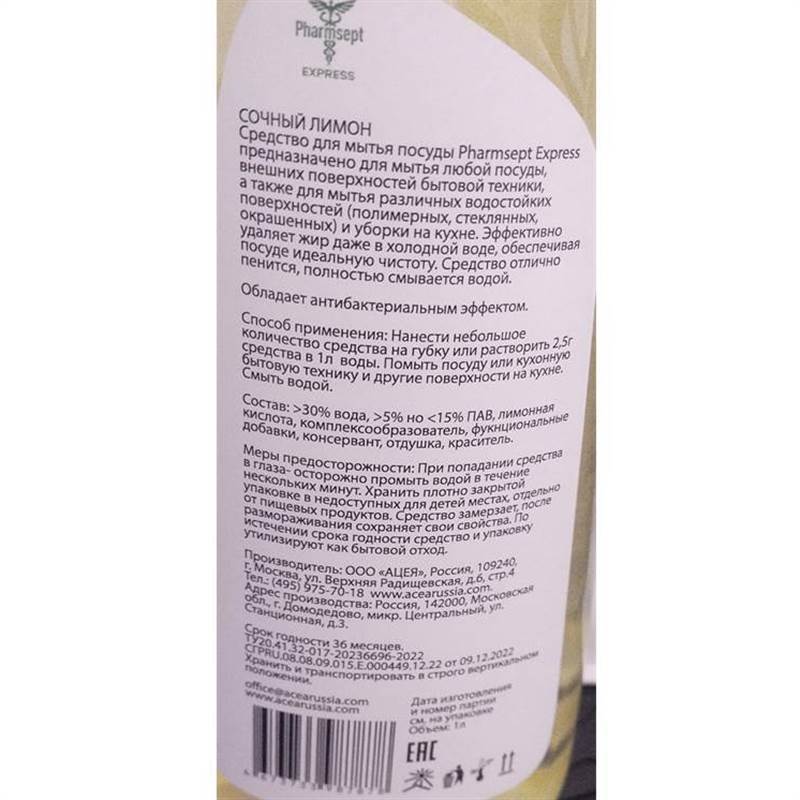 Pharmsept
EXPRESS
СОЧНЫЙ ЛИМОН
Средство для мытья посуды Pharmsept Express
предназначено для мытья любой посуды,
внешних поверхностей бытовой техники,
а также для мытья различных водостойких
поверхностей (полимерных, стеклянных,
окрашенных) и уборки на кухне. Эффективно
удаляет жир даже в холодной воде, обеспечивая
посуде идеальную чистоту. Средство отлично
пенится, полностью смывается водой.
Обладает антибактериальным эффектом.
Способ применения: Нанести небольшое
количество средства на губку или растворить 2,5г
средства в 1л воды. Помыть посуду или кухонную
бытовую технику и другие поверхности на кухне.
Смыть водой.
Состав: >30% вода, >5% но <15% ПАВ, лимонная
кислота, комплексообразователь, фукнциональные
добавки, консервант, отдушка, краситель.
Меры предосторожности: При попадании средства
в глаза- осторожно промыть водой в течение
нескольких минут. Хранить плотно закрытой
упаковке в недоступных для детей местах, отдельно
от пищевых продуктов. Средство замерзает, после
размораживания сохраняет свои свойства. По
истечении срока годности средство и упаковку
утилизируют как бытовой отход.
Производитель: ООО «АЦЕЯ», Россия, 109240,
г. Москва, ул. Верхняя Радищевская, д.6, стр.4
Тел.: (495) 975-70-18 www.acearussia.com.
Адрес производства: Россия, 142000, Московская
обл., г. Домодедово, микр. Центральный, ул.
Станционная, д.3.
Срок годности 36 месяцев.
ТУ20.41.32-017-20236696-2022
СГРRU.08.08.09.015.Е.000449.12.22 от 09.12.2022
Хранить и транспортировать в строго вертикальном
положении.
office@acearussia.com
www.acearussia.com
Дата изготовления
и номер партии
см. на упаковке
Объем: 1л
EAC